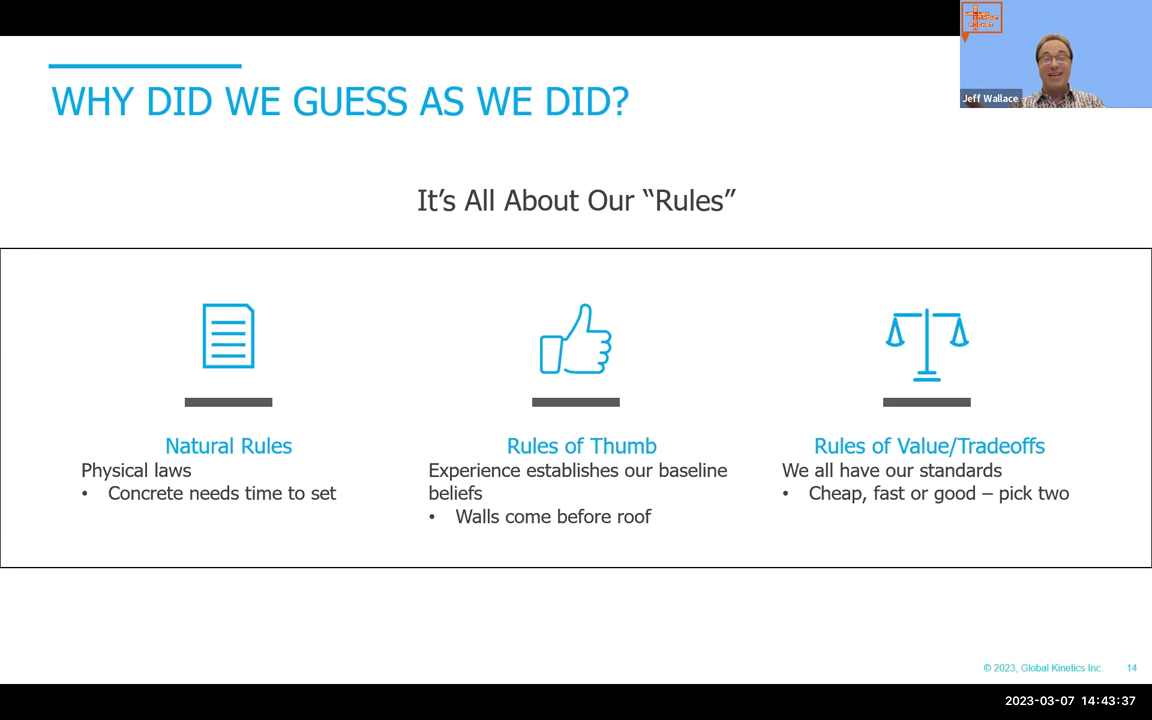 Jeff Wallace
WHY DID WE GUESS AS WE DID?
It’s All About Our “Rules”
Natural Rules
Physical laws
• Concrete needs time to set
Rules of Thumb
Experience establishes our baseline
beliefs
• Walls come before roof
Rules of Value/Tradeoffs
We all have our standards
• Cheap, fast or good – pick two
© 2023, Global Kinetics Inc.
14
2023-03-07 14:43:37